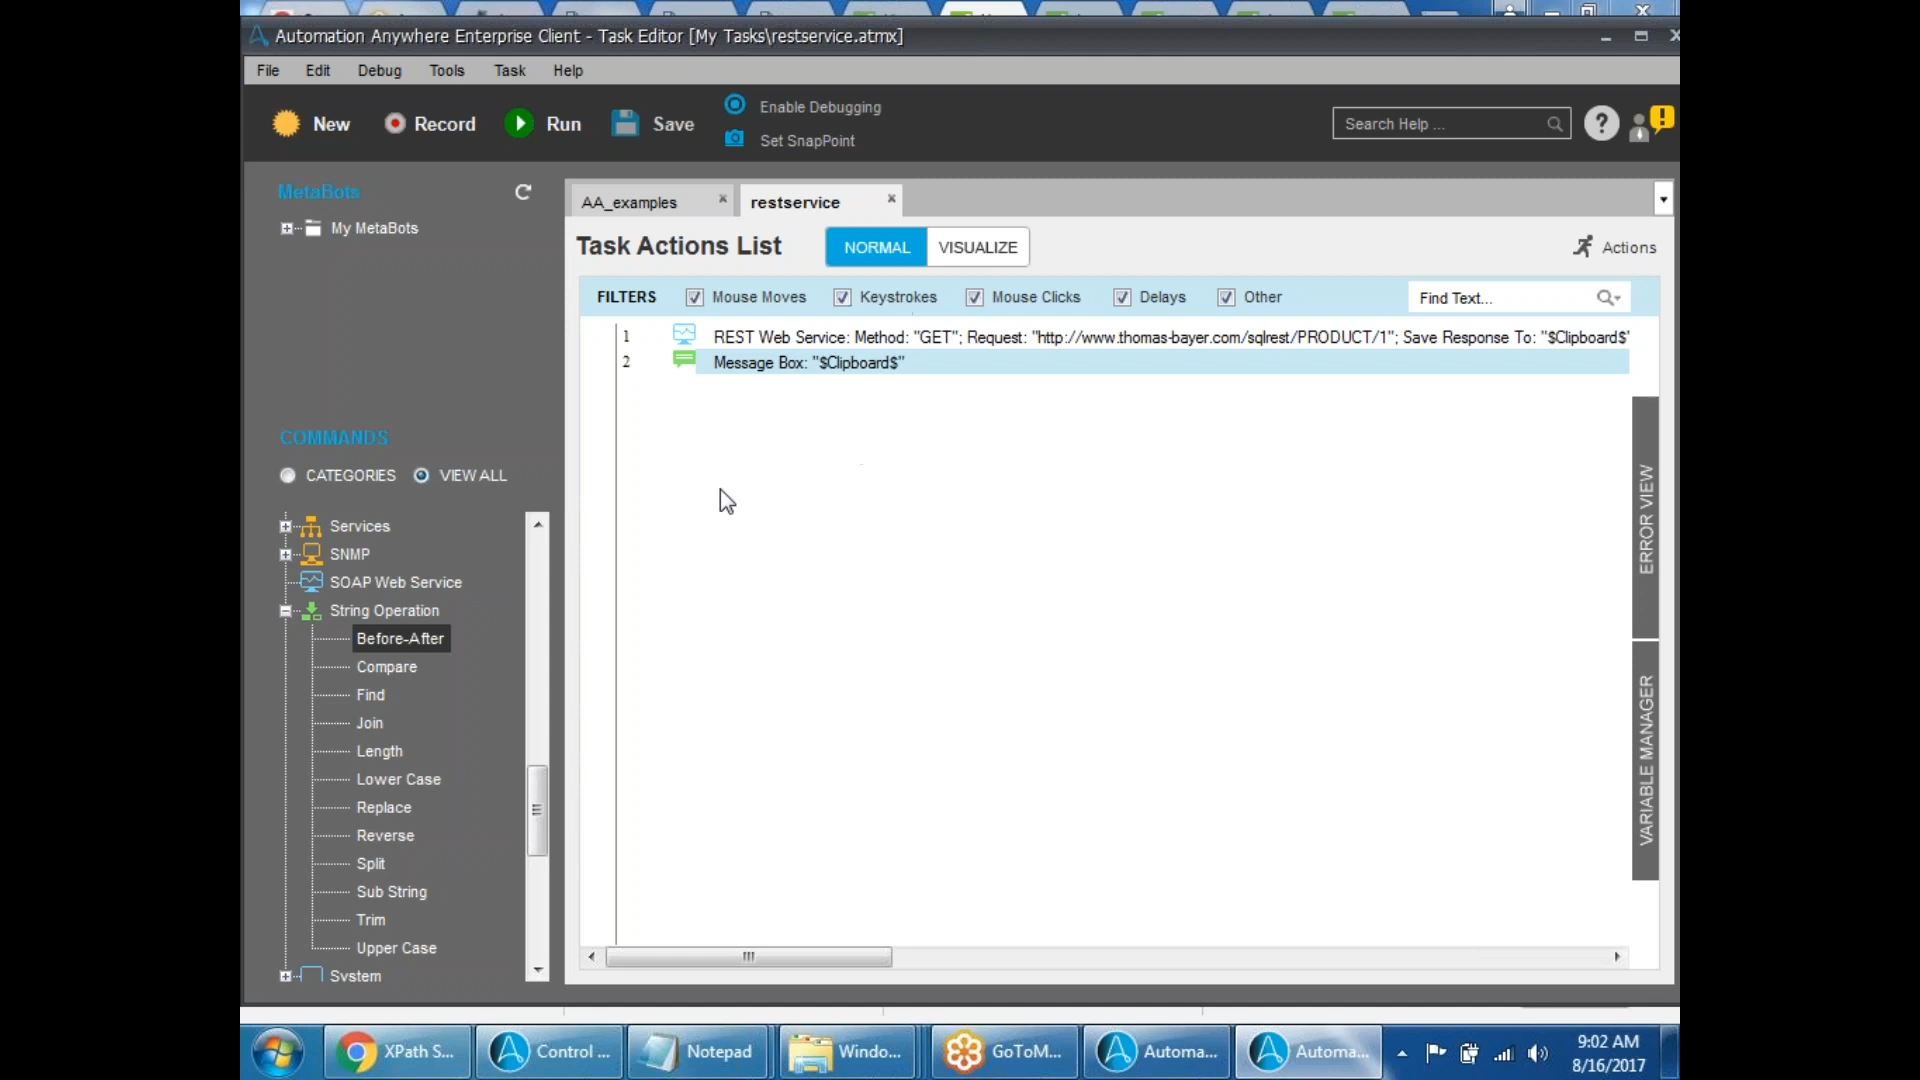 Automation Anywhere Enterprise Client - Task Editor [My Tasks\restservice.atmx]
File Edit Debug Tools Task Help
New Record Run Save
Enable Debugging
Set SnapPoint
Search Help ...
MetaBots
My MetaBots
AA_examples restservice
Task Actions List NORMAL VISUALIZE Actions
FILTERS Mouse Moves Keystrokes Mouse Clicks Delays Other Find Text...
1 REST Web Service: Method: "GET"; Request: "http://www.thomas-bayer.com/sqlrest/PRODUCT/1"; Save Response To: "$Clipboard$"
2 Message Box: "$Clipboard$"
COMMANDS
CATEGORIES VIEW ALL
Services
SNMP
SOAP Web Service
String Operation
Before-After
Compare
Find
Join
Length
Lower Case
Replace
Reverse
Split
Sub String
Trim
Upper Case
System
ERROR VIEW
VARIABLE MANAGER
XPath S... Control ... Notepad Windo... GoToM... Automa... Automa...
9:02 AM
8/16/2017